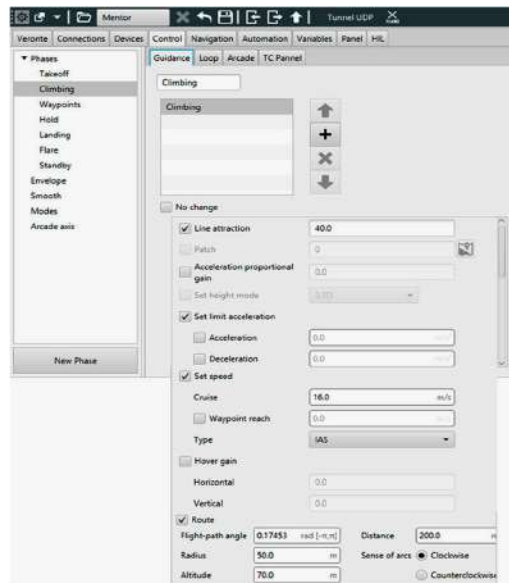 Mentor
Tunnel UDP
Veronte Connections Devices Control Navigation Automation Variables Panel HIL
Phases
Takeoff
Climbing
Waypoints
Hold
Landing
Flare
Standby
Envelope
Smooth
Modes
Arcade axis
New Phase
Guidance Loop Arcade TC Pannel
Climbing
Climbing
No change
Line attraction 40.0
Patch 0
Acceleration proportional gain 0.0
Set height mode
Set limit acceleration
Acceleration 0.0
Deceleration 0.0
Set speed
Cruise 16.0 m/s
Waypoint reach 0.0
Type IAS
Hover gain
Horizontal 0.0
Vertical 0.0
Route
Flight-path angle 0.17453 rad [-π,π] Distance 200.0
Radius 50.0 m Sense of arcs Clockwise
Altitude 70.0 m Counterclockwise